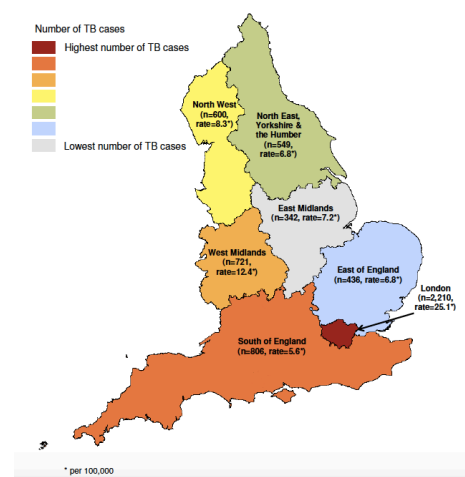 Number of TB cases
Highest number of TB cases
Lowest number of TB cases
North West
(n=600,
rate=8.3*)
North East,
Yorkshire &
the Humber
(n=549,
rate=6.8*)
East Midlands
(n=342, rate=7.2*)
West Midlands
(n=721,
rate=12.4*)
East of England
(n=436, rate=6.8*)
London
(n=2,210,
rate=25.1*)
South of England
(n=806, rate=5.6*)
* per 100,000